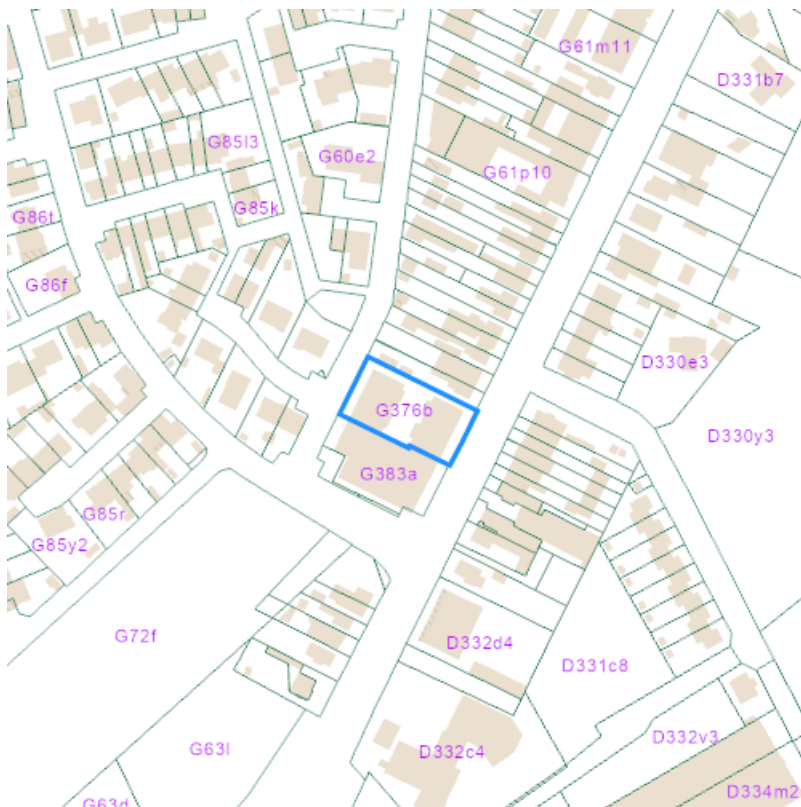 G61m11
D331b7
G85l3
G60e2
G61p10
G85k
G86t
G86f
D330e3
G376b
D330y3
G383a
G85r
G85y2
G72f
D332d4
D331c8
G63l
D332v3
D332c4
D334m2
G63d